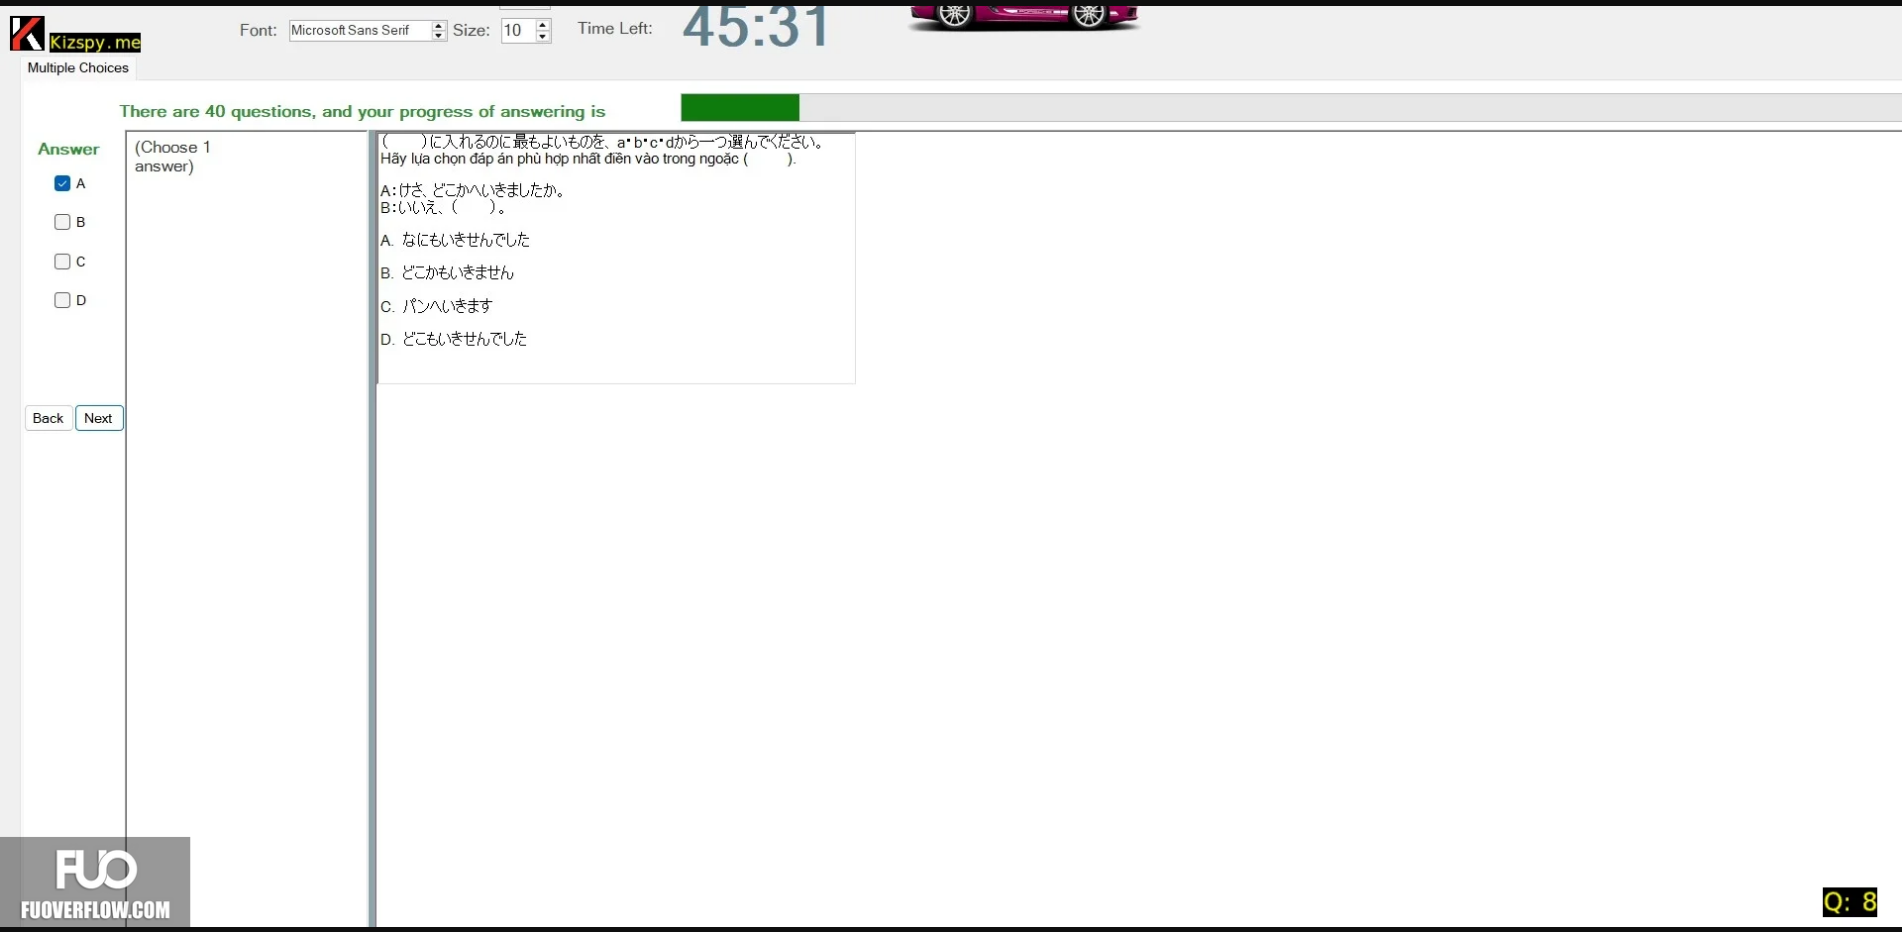 Kizspy.me
Font: Microsoft Sans Serif Size: 10 Time Left: 45:31
Multiple Choices
There are 40 questions, and your progress of answering is
Answer
A
B
C
D
Back Next
(Choose 1
answer)
(　　)に入れるのに最もよいものを、a・b・c・dから一つ選んでください。
Hãy lựa chọn đáp án phù hợp nhất điền vào trong ngoặc (　　).
A:けさ、どこかへいきましたか。
B:いいえ、(　　)。
A. なにもいきせんでした
B. どこかもいきません
C. パンへいきます
D. どこもいきせんでした
FUO
FUOVERFLOW.COM
Q: 8